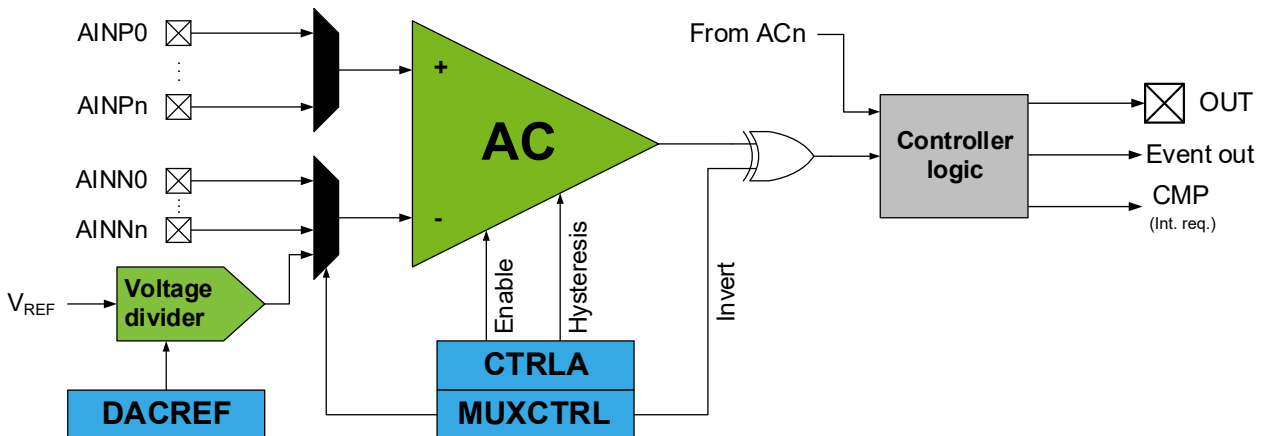 AINP0
AINPn
AINN0
AINNn
VREF
Voltage
divider
DACREF
+
-
AC
Enable
Hysteresis
Invert
CTRLA
MUXCTRL
From ACn
Controller
logic
OUT
Event out
CMP
(Int. req.)